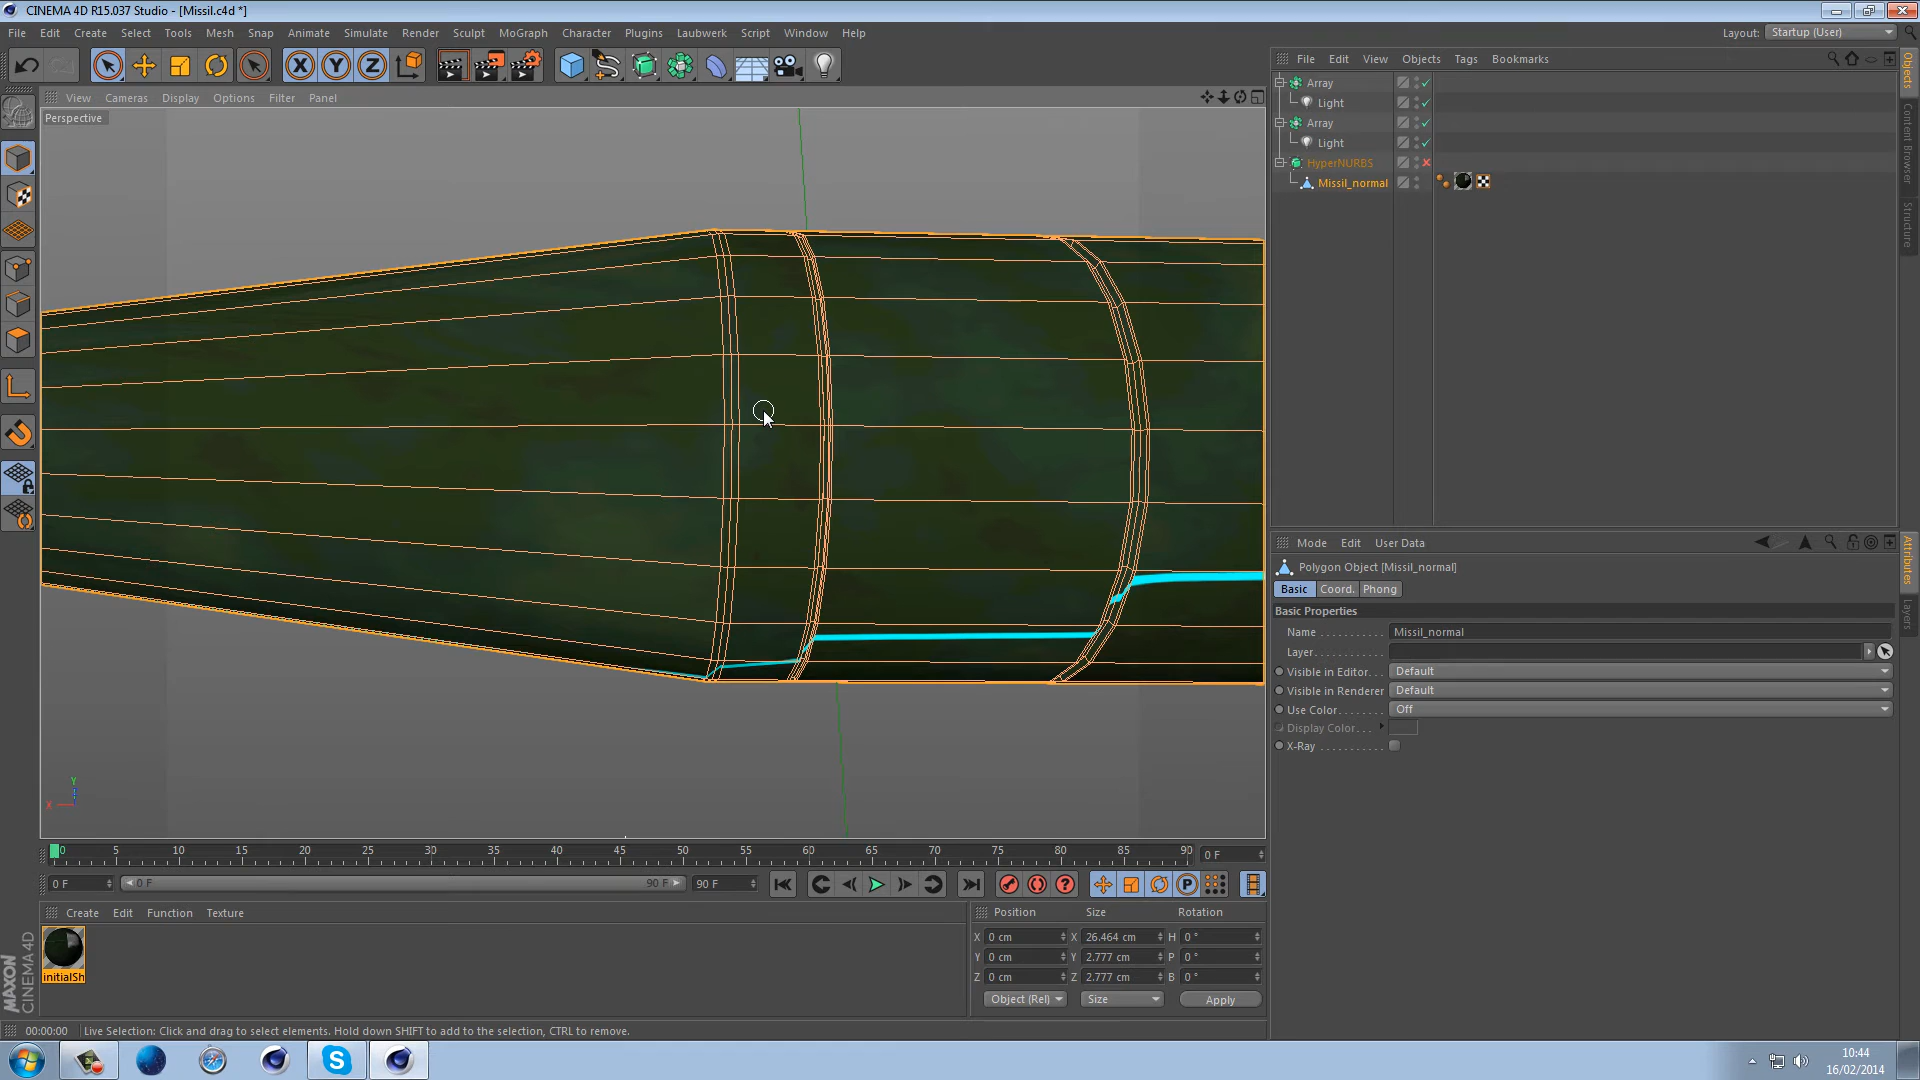 CINEMA 4D R15.037 Studio - [Missil.c4d *]
File Edit Create Select Tools Mesh Snap Animate Simulate Render Sculpt MoGraph Character Plugins Laubwerk Script Window Help
Layout: Startup (User)
View Cameras Display Options Filter Panel
Perspective
File Edit View Objects Tags Bookmarks
Array
Light
Array
Light
HyperNURBS
Missil_normal
Objects
Content Browser
Structure
Mode Edit User Data
Polygon Object [Missil_normal]
Basic Coord. Phong
Basic Properties
Name Missil_normal
Layer
Visible in Editor Default
Visible in Renderer Default
Use Color Off
Display Color
X-Ray
Attributes
Layers
Y
X
0 5 10 15 20 25 30 35 40 45 50 55 60 65 70 75 80 85 90
0 F
0 F 0 F 90 F 90 F
Create Edit Function Texture
initialSh
Position Size Rotation
X 0 cm X 26.464 cm H 0 °
Y 0 cm Y 2.777 cm P 0 °
Z 0 cm Z 2.777 cm B 0 °
Object (Rel) Size Apply
MAXON
CINEMA 4D
00:00:00 Live Selection: Click and drag to select elements. Hold down SHIFT to add to the selection, CTRL to remove.
10:44
16/02/2014